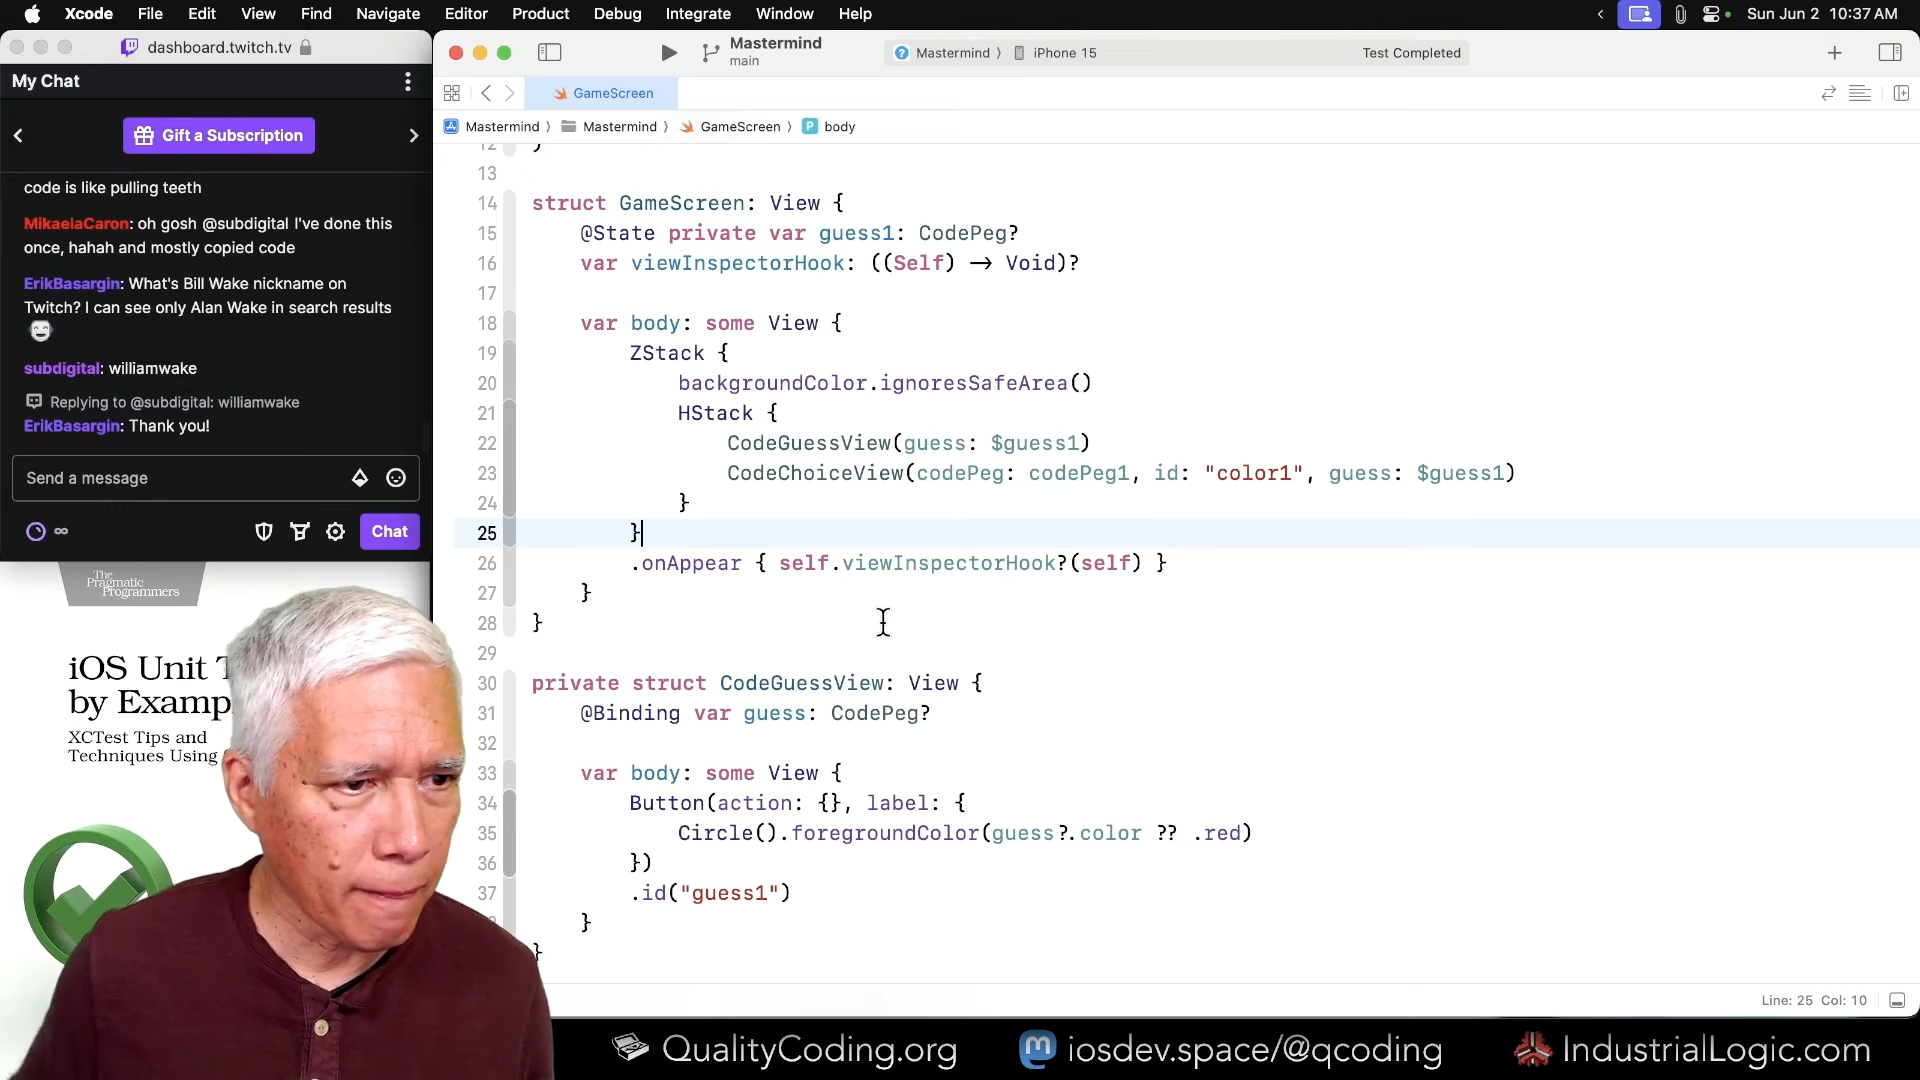 Xcode File Edit View Find Navigate Editor Product Debug Integrate Window Help
Sun Jun 2 10:37 AM
dashboard.twitch.tv
My Chat
Gift a Subscription
code is like pulling teeth
MikaelaCaron: oh gosh @subdigital I've done this
once, hahah and mostly copied code
ErikBasargin: What's Bill Wake nickname on
Twitch? I can see only Alan Wake in search results
subdigital: williamwake
Replying to @subdigital: williamwake
ErikBasargin: Thank you!
Send a message
Chat
The
Pragmatic
Programmers
iOS Unit
by Examp
XCTest Tips and
Techniques Using
Mastermind
main
Mastermind 〉 iPhone 15
Test Completed
GameScreen
Mastermind 〉 Mastermind 〉 GameScreen 〉 P body
12 }
13
14 struct GameScreen: View {
15 @State private var guess1: CodePeg?
16 var viewInspectorHook: ((Self) -> Void)?
17
18 var body: some View {
19 ZStack {
20 backgroundColor.ignoresSafeArea()
21 HStack {
22 CodeGuessView(guess: $guess1)
23 CodeChoiceView(codePeg: codePeg1, id: "color1", guess: $guess1)
24 }
25 }
26 .onAppear { self.viewInspectorHook?(self) }
27 }
28 }
29
30 private struct CodeGuessView: View {
31 @Binding var guess: CodePeg?
32
33 var body: some View {
34 Button(action: {}, label: {
35 Circle().foregroundColor(guess?.color ?? .red)
36 })
37 .id("guess1")
}
}
Line: 25 Col: 10
QualityCoding.org
iosdev.space/@qcoding
IndustrialLogic.com